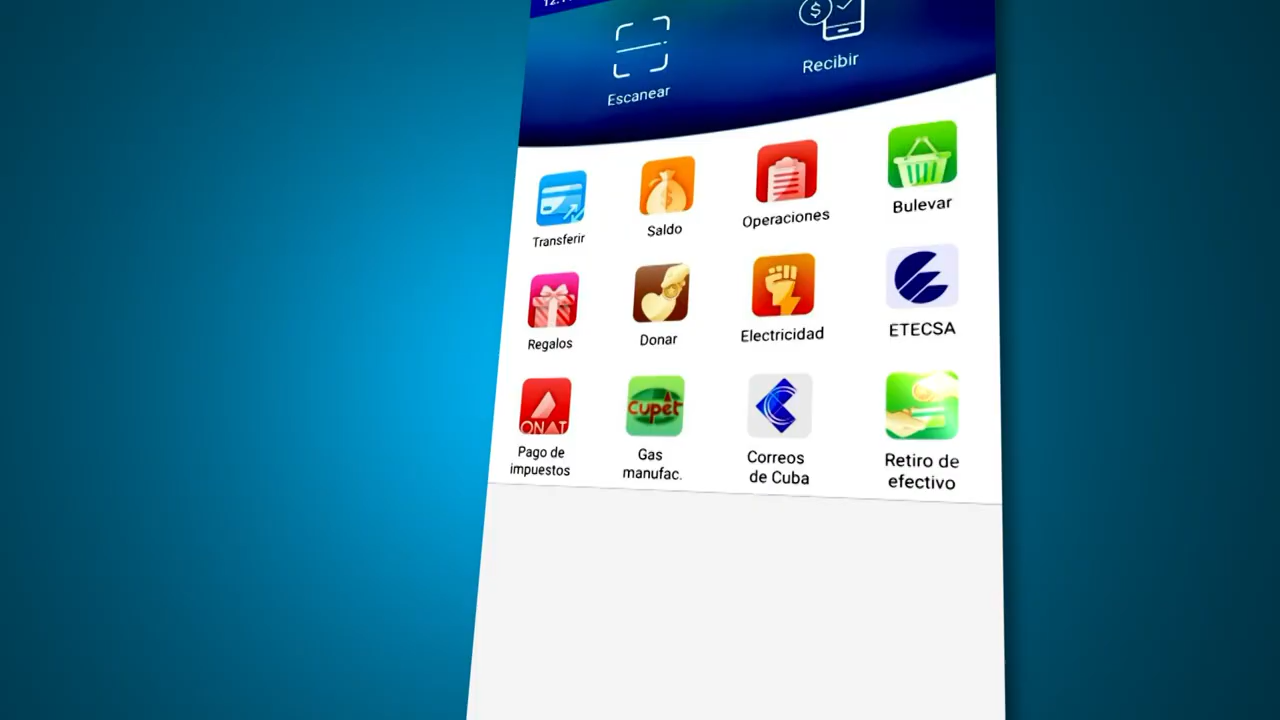 Escanear
Recibir
Transferir
Saldo
Operaciones
Bulevar
Regalos
Donar
Electricidad
ETECSA
ONAT
Cupet
Pago de
impuestos
Gas
manufac.
Correos
de Cuba
Retiro de
efectivo